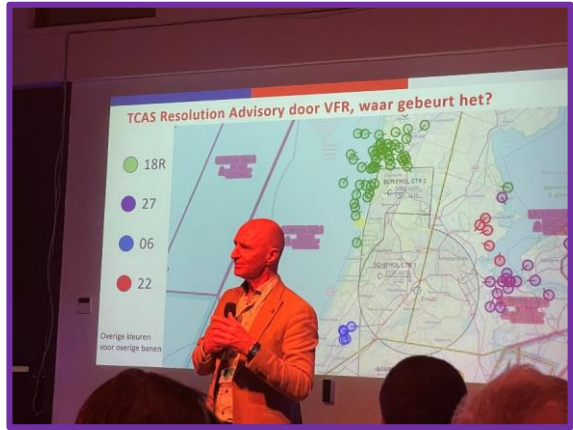 TCAS Resolution Advisory door VFR, waar gebeurt het?
18R
27
06
22
Overige kleuren
voor overige banen
SCHIPHOL CTR 2
SCHIPHOL CTR 1